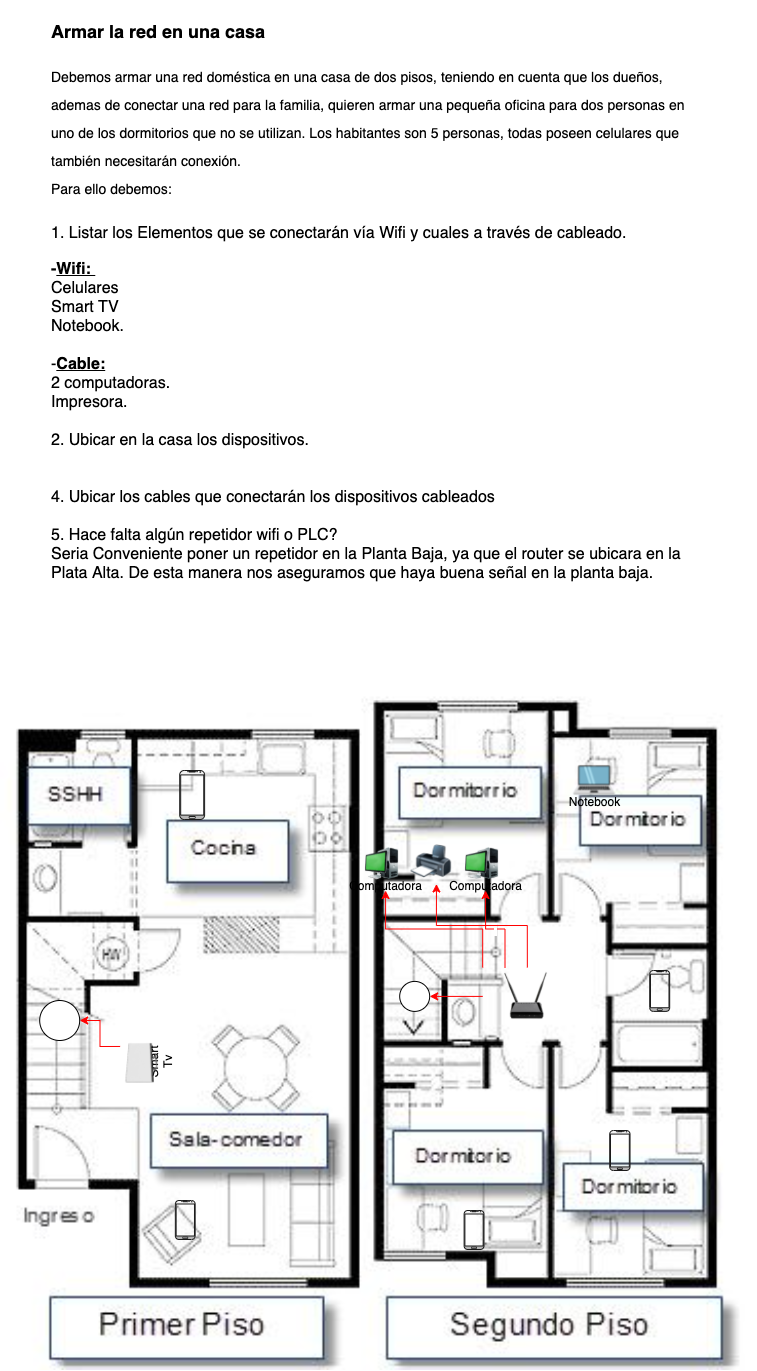 Armar la red en una casa
Debemos armar una red doméstica en una casa de dos pisos, teniendo en cuenta que los dueños,
ademas de conectar una red para la familia, quieren armar una pequeña oficina para dos personas en
uno de los dormitorios que no se utilizan. Los habitantes son 5 personas, todas poseen celulares que
también necesitarán conexión.
Para ello debemos:
1. Listar los Elementos que se conectarán vía Wifi y cuales a través de cableado.
-Wifi:
Celulares
Smart TV
Notebook.
-Cable:
2 computadoras.
Impresora.
2. Ubicar en la casa los dispositivos.
4. Ubicar los cables que conectarán los dispositivos cableados
5. Hace falta algún repetidor wifi o PLC?
Seria Conveniente poner un repetidor en la Planta Baja, ya que el router se ubicara en la
Plata Alta. De esta manera nos aseguramos que haya buena señal en la planta baja.
SSHH
Cocina
HW
Smart
Tv
Sala-comedor
Ingreso
Primer Piso
Dormitorrio
Notebook
Dormitorio
Computadora
Computadora
Dormitorio
Dormitorio
Segundo Piso